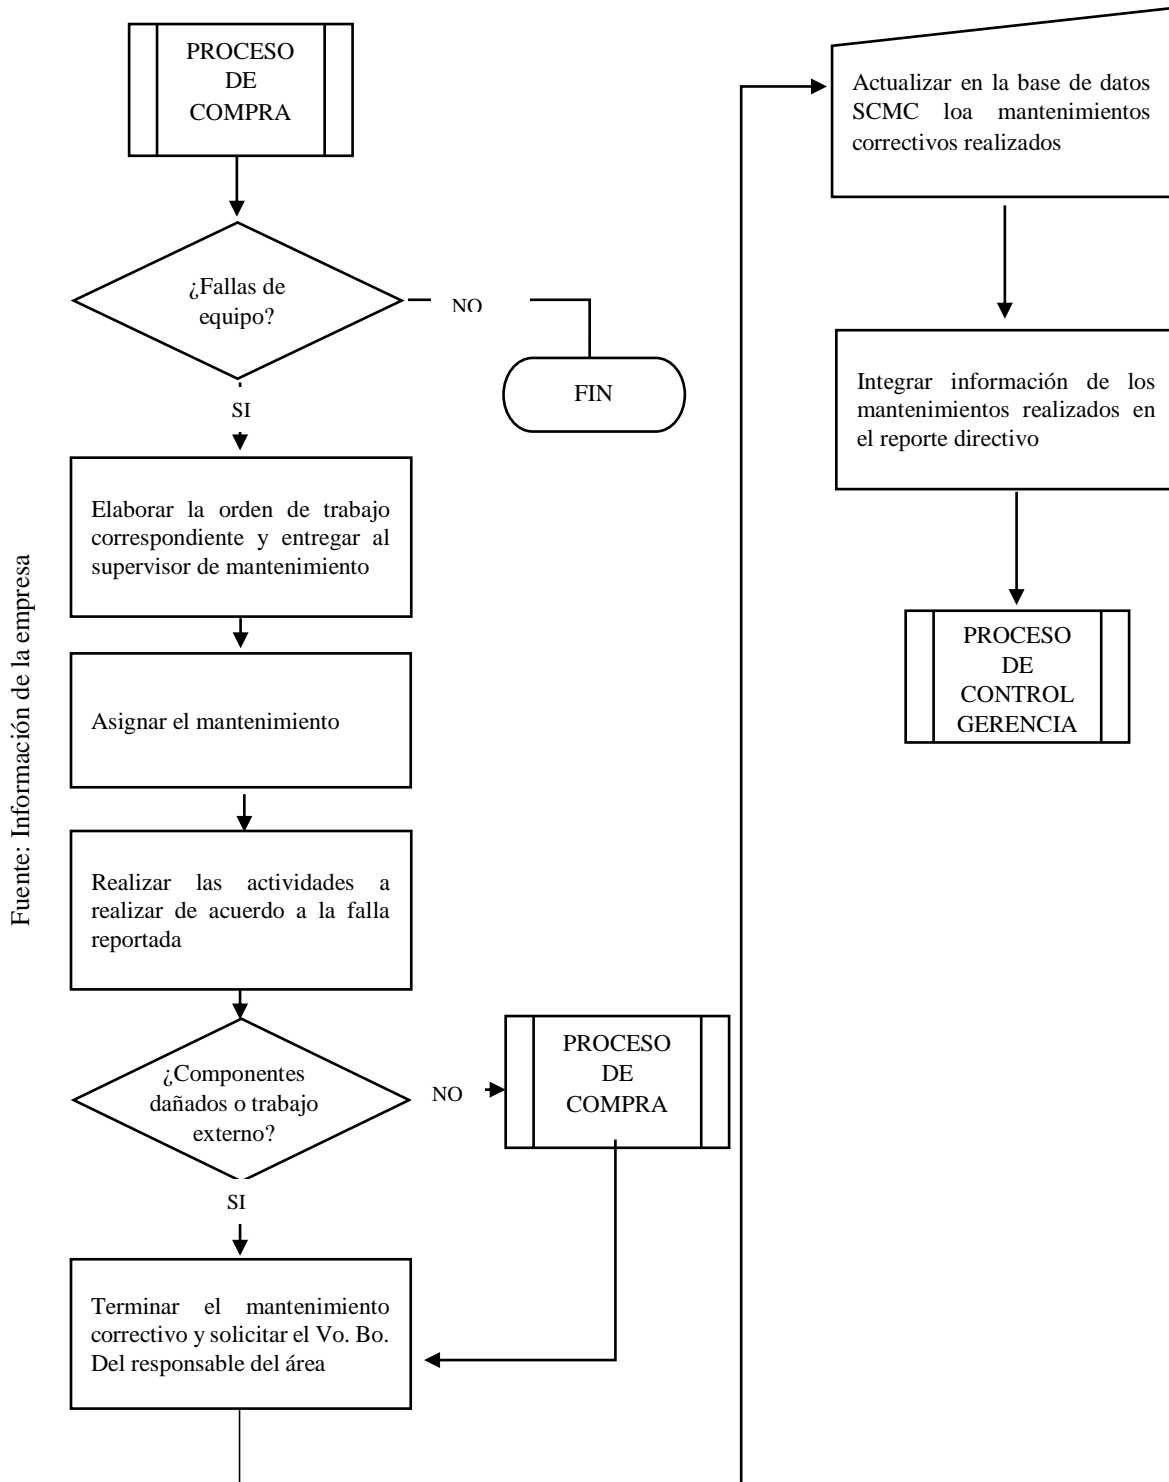 PROCESO
DE
COMPRA
¿Fallas de
equipo?
NO
FIN
SI
Elaborar la orden de trabajo
correspondiente y entregar al
supervisor de mantenimiento
Asignar el mantenimiento
Realizar las actividades a
realizar de acuerdo a la falla
reportada
¿Componentes
dañados o trabajo
externo?
NO
PROCESO
DE
COMPRA
SI
Terminar el mantenimiento
correctivo y solicitar el Vo. Bo.
Del responsable del área
Actualizar en la base de datos
SCMC loa mantenimientos
correctivos realizados
Integrar información de los
mantenimientos realizados en
el reporte directivo
PROCESO
DE
CONTROL
GERENCIA
Fuente: Información de la empresa